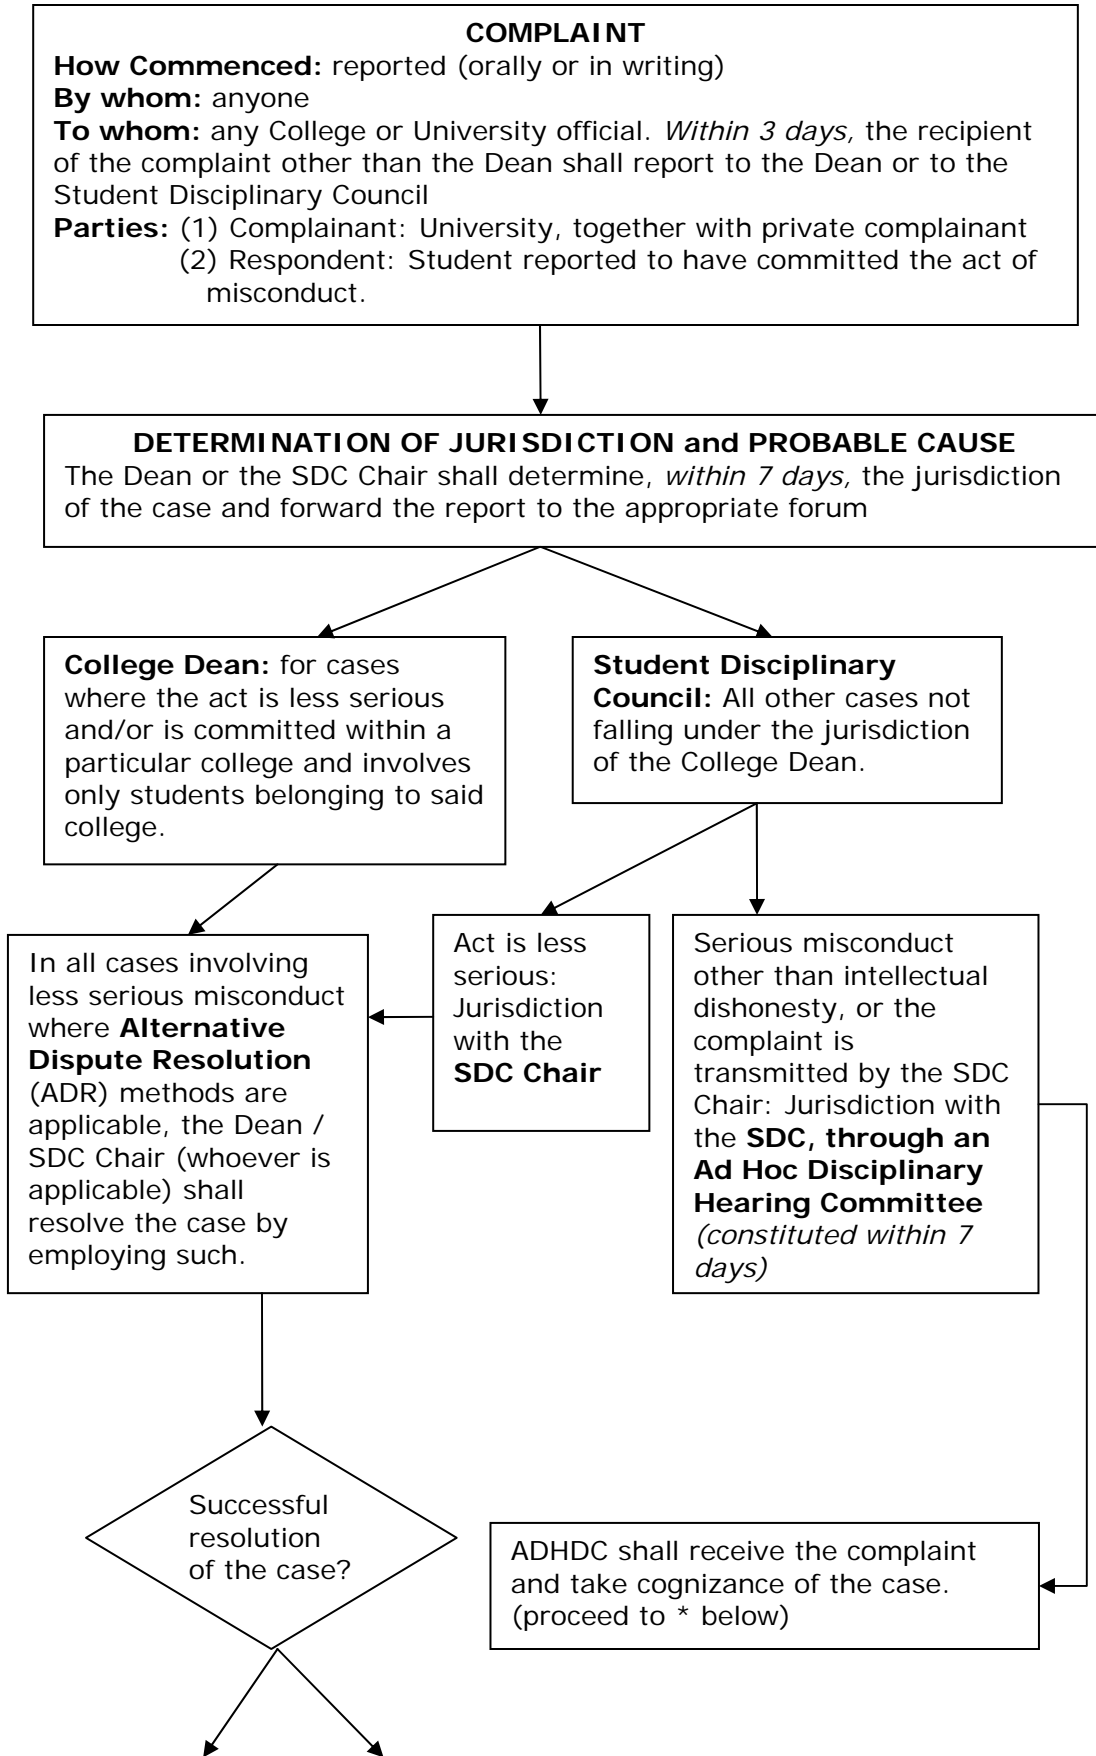 COMPLAINT
How Commenced: reported (orally or in writing)
By whom: anyone
To whom: any College or University official. Within 3 days, the recipient
of the complaint other than the Dean shall report to the Dean or to the
Student Disciplinary Council
Parties: (1) Complainant: University, together with private complainant
(2) Respondent: Student reported to have committed the act of
misconduct.
DETERMINATION OF JURISDICTION and PROBABLE CAUSE
The Dean or the SDC Chair shall determine, within 7 days, the jurisdiction
of the case and forward the report to the appropriate forum
College Dean: for cases
where the act is less serious
and/or is committed within a
particular college and involves
only students belonging to said
college.
Student Disciplinary
Council: All other cases not
falling under the jurisdiction
of the College Dean.
In all cases involving
less serious misconduct
where Alternative
Dispute Resolution
(ADR) methods are
applicable, the Dean /
SDC Chair (whoever is
applicable) shall
resolve the case by
employing such.
Act is less
serious:
Jurisdiction
with the
SDC Chair
Serious misconduct
other than intellectual
dishonesty, or the
complaint is
transmitted by the SDC
Chair: Jurisdiction with
the SDC, through an
Ad Hoc Disciplinary
Hearing Committee
(constituted within 7
days)
Successful
resolution
of the case?
ADHDC shall receive the complaint
and take cognizance of the case.
(proceed to * below)